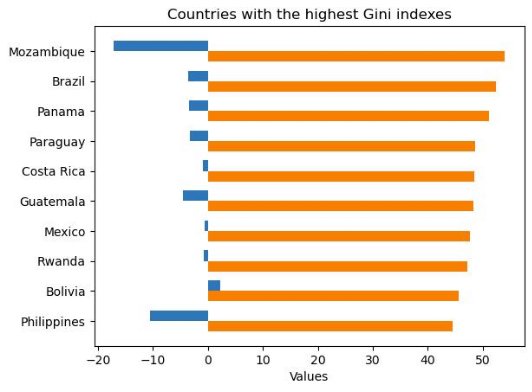 Countries with the highest Gini indexes
Mozambique
Brazil
Panama
Paraguay
Costa Rica
Guatemala
Mexico
Rwanda
Bolivia
Philippines
−20 −10 0 10 20 30 40 50
Values